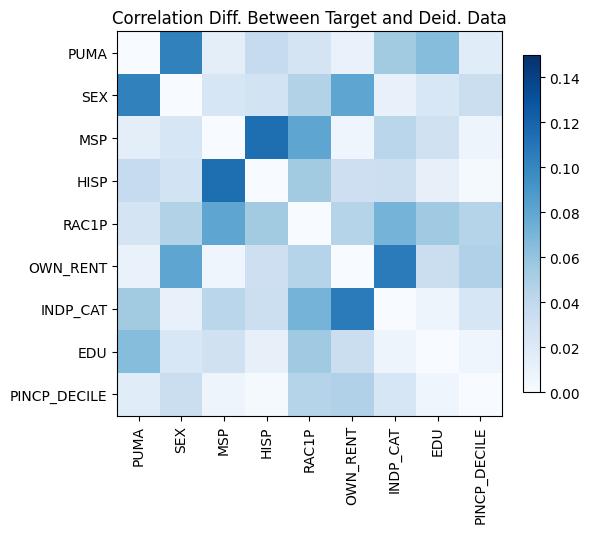 Correlation Diff. Between Target and Deid. Data
PUMA
SEX
MSP
HISP
RAC1P
OWN_RENT
INDP_CAT
EDU
PINCP_DECILE
PUMA
SEX
MSP
HISP
RAC1P
OWN_RENT
INDP_CAT
EDU
PINCP_DECILE
0.14
0.12
0.10
0.08
0.06
0.04
0.02
0.00